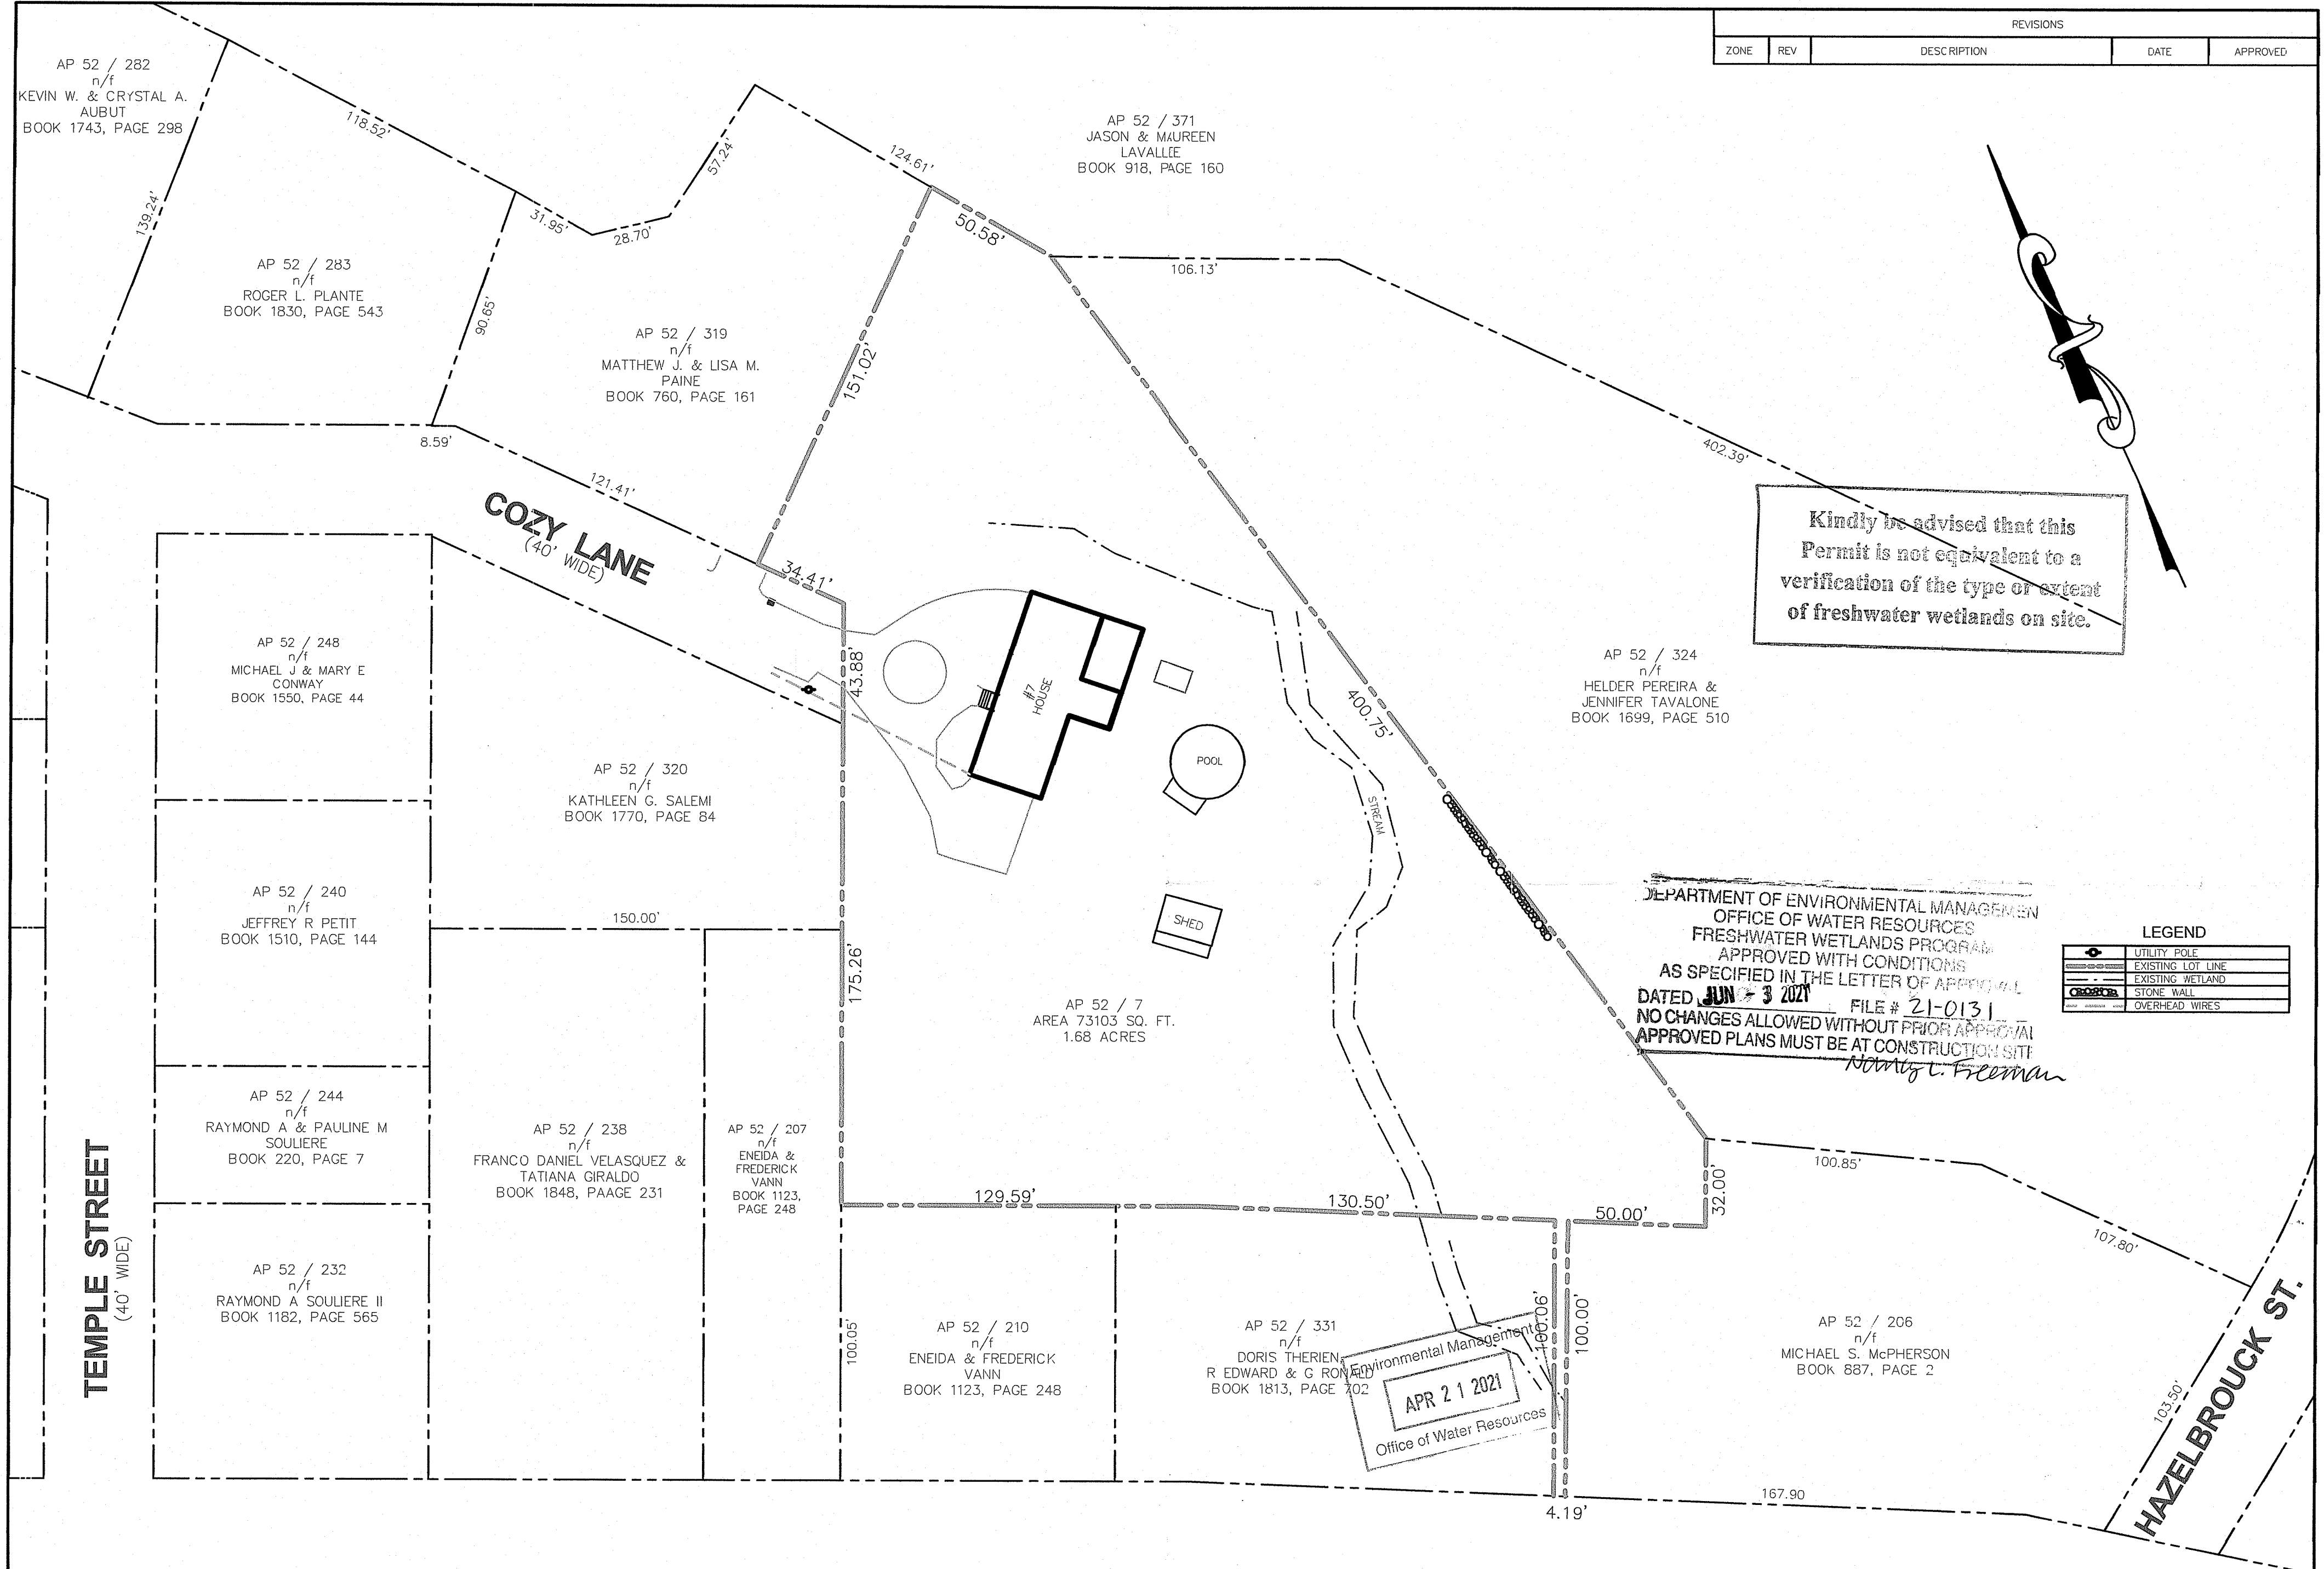 REVISIONS
ZONE REV DESCRIPTION DATE APPROVED
AP 52 / 282
n/f
KEVIN W. & CRYSTAL A.
AUBUT
BOOK 1743, PAGE 298
118.52'
139.24'
AP 52 / 283
n/f
ROGER L. PLANTE
BOOK 1830, PAGE 543
31.95'
28.70'
57.24'
90.65'
124.61'
AP 52 / 371
JASON & MAUREEN
LAVALLEE
BOOK 918, PAGE 160
50.58'
106.13'
AP 52 / 319
n/f
MATTHEW J. & LISA M.
PAINE
BOOK 760, PAGE 161
151.02'
402.39'
8.59'
121.41'
COZY LANE
(40' WIDE)
34.41'
43.88'
Kindly be advised that this
Permit is not equivalent to a
verification of the type or extent
of freshwater wetlands on site.
AP 52 / 248
n/f
MICHAEL J & MARY E
CONWAY
BOOK 1550, PAGE 44
#7
HOUSE
POOL
400.75'
STREAM
AP 52 / 324
n/f
HELDER PEREIRA &
JENNIFER TAVALONE
BOOK 1699, PAGE 510
AP 52 / 320
n/f
KATHLEEN G. SALEMI
BOOK 1770, PAGE 84
AP 52 / 240
n/f
JEFFREY R PETIT
BOOK 1510, PAGE 144
150.00'
175.26'
SHED
AP 52 / 7
AREA 73103 SQ. FT.
1.68 ACRES
DEPARTMENT OF ENVIRONMENTAL MANAGEMEN
OFFICE OF WATER RESOURCES
FRESHWATER WETLANDS PROGRAM
APPROVED WITH CONDITIONS
AS SPECIFIED IN THE LETTER OF APPROVAL
DATED JUN - 3 2021 FILE # 21-0131
NO CHANGES ALLOWED WITHOUT PRIOR APPROVAL
APPROVED PLANS MUST BE AT CONSTRUCTION SITE
Nancy L. Freeman
LEGEND
UTILITY POLE
EXISTING LOT LINE
EXISTING WETLAND
STONE WALL
OVERHEAD WIRES
AP 52 / 244
n/f
RAYMOND A & PAULINE M
SOULIERE
BOOK 220, PAGE 7
AP 52 / 238
n/f
FRANCO DANIEL VELASQUEZ &
TATIANA GIRALDO
BOOK 1848, PAAGE 231
AP 52 / 207
n/f
ENEIDA &
FREDERICK
VANN
BOOK 1123,
PAGE 248
129.59'
130.50'
50.00'
32.00'
100.85'
107.80'
TEMPLE STREET
(40' WIDE)
AP 52 / 232
n/f
RAYMOND A SOULIERE II
BOOK 1182, PAGE 565
100.05'
AP 52 / 210
n/f
ENEIDA & FREDERICK
VANN
BOOK 1123, PAGE 248
AP 52 / 331
n/f
DORIS THERIEN,
R EDWARD & G RONALD
BOOK 1813, PAGE 702
Environmental Management
APR 21 2021
Office of Water Resources
100.06'
100.00'
AP 52 / 206
n/f
MICHAEL S. McPHERSON
BOOK 887, PAGE 2
103.50'
HAZELBROUCK ST.
167.90
4.19'